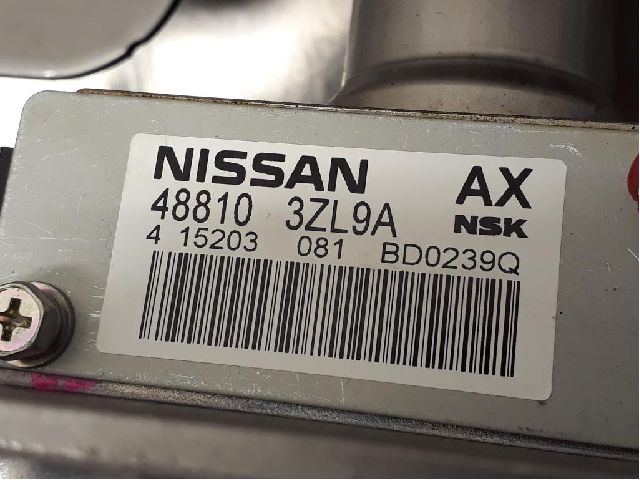 NISSAN AX
48810 3ZL9A NSK
4 15203 081 BD0239Q